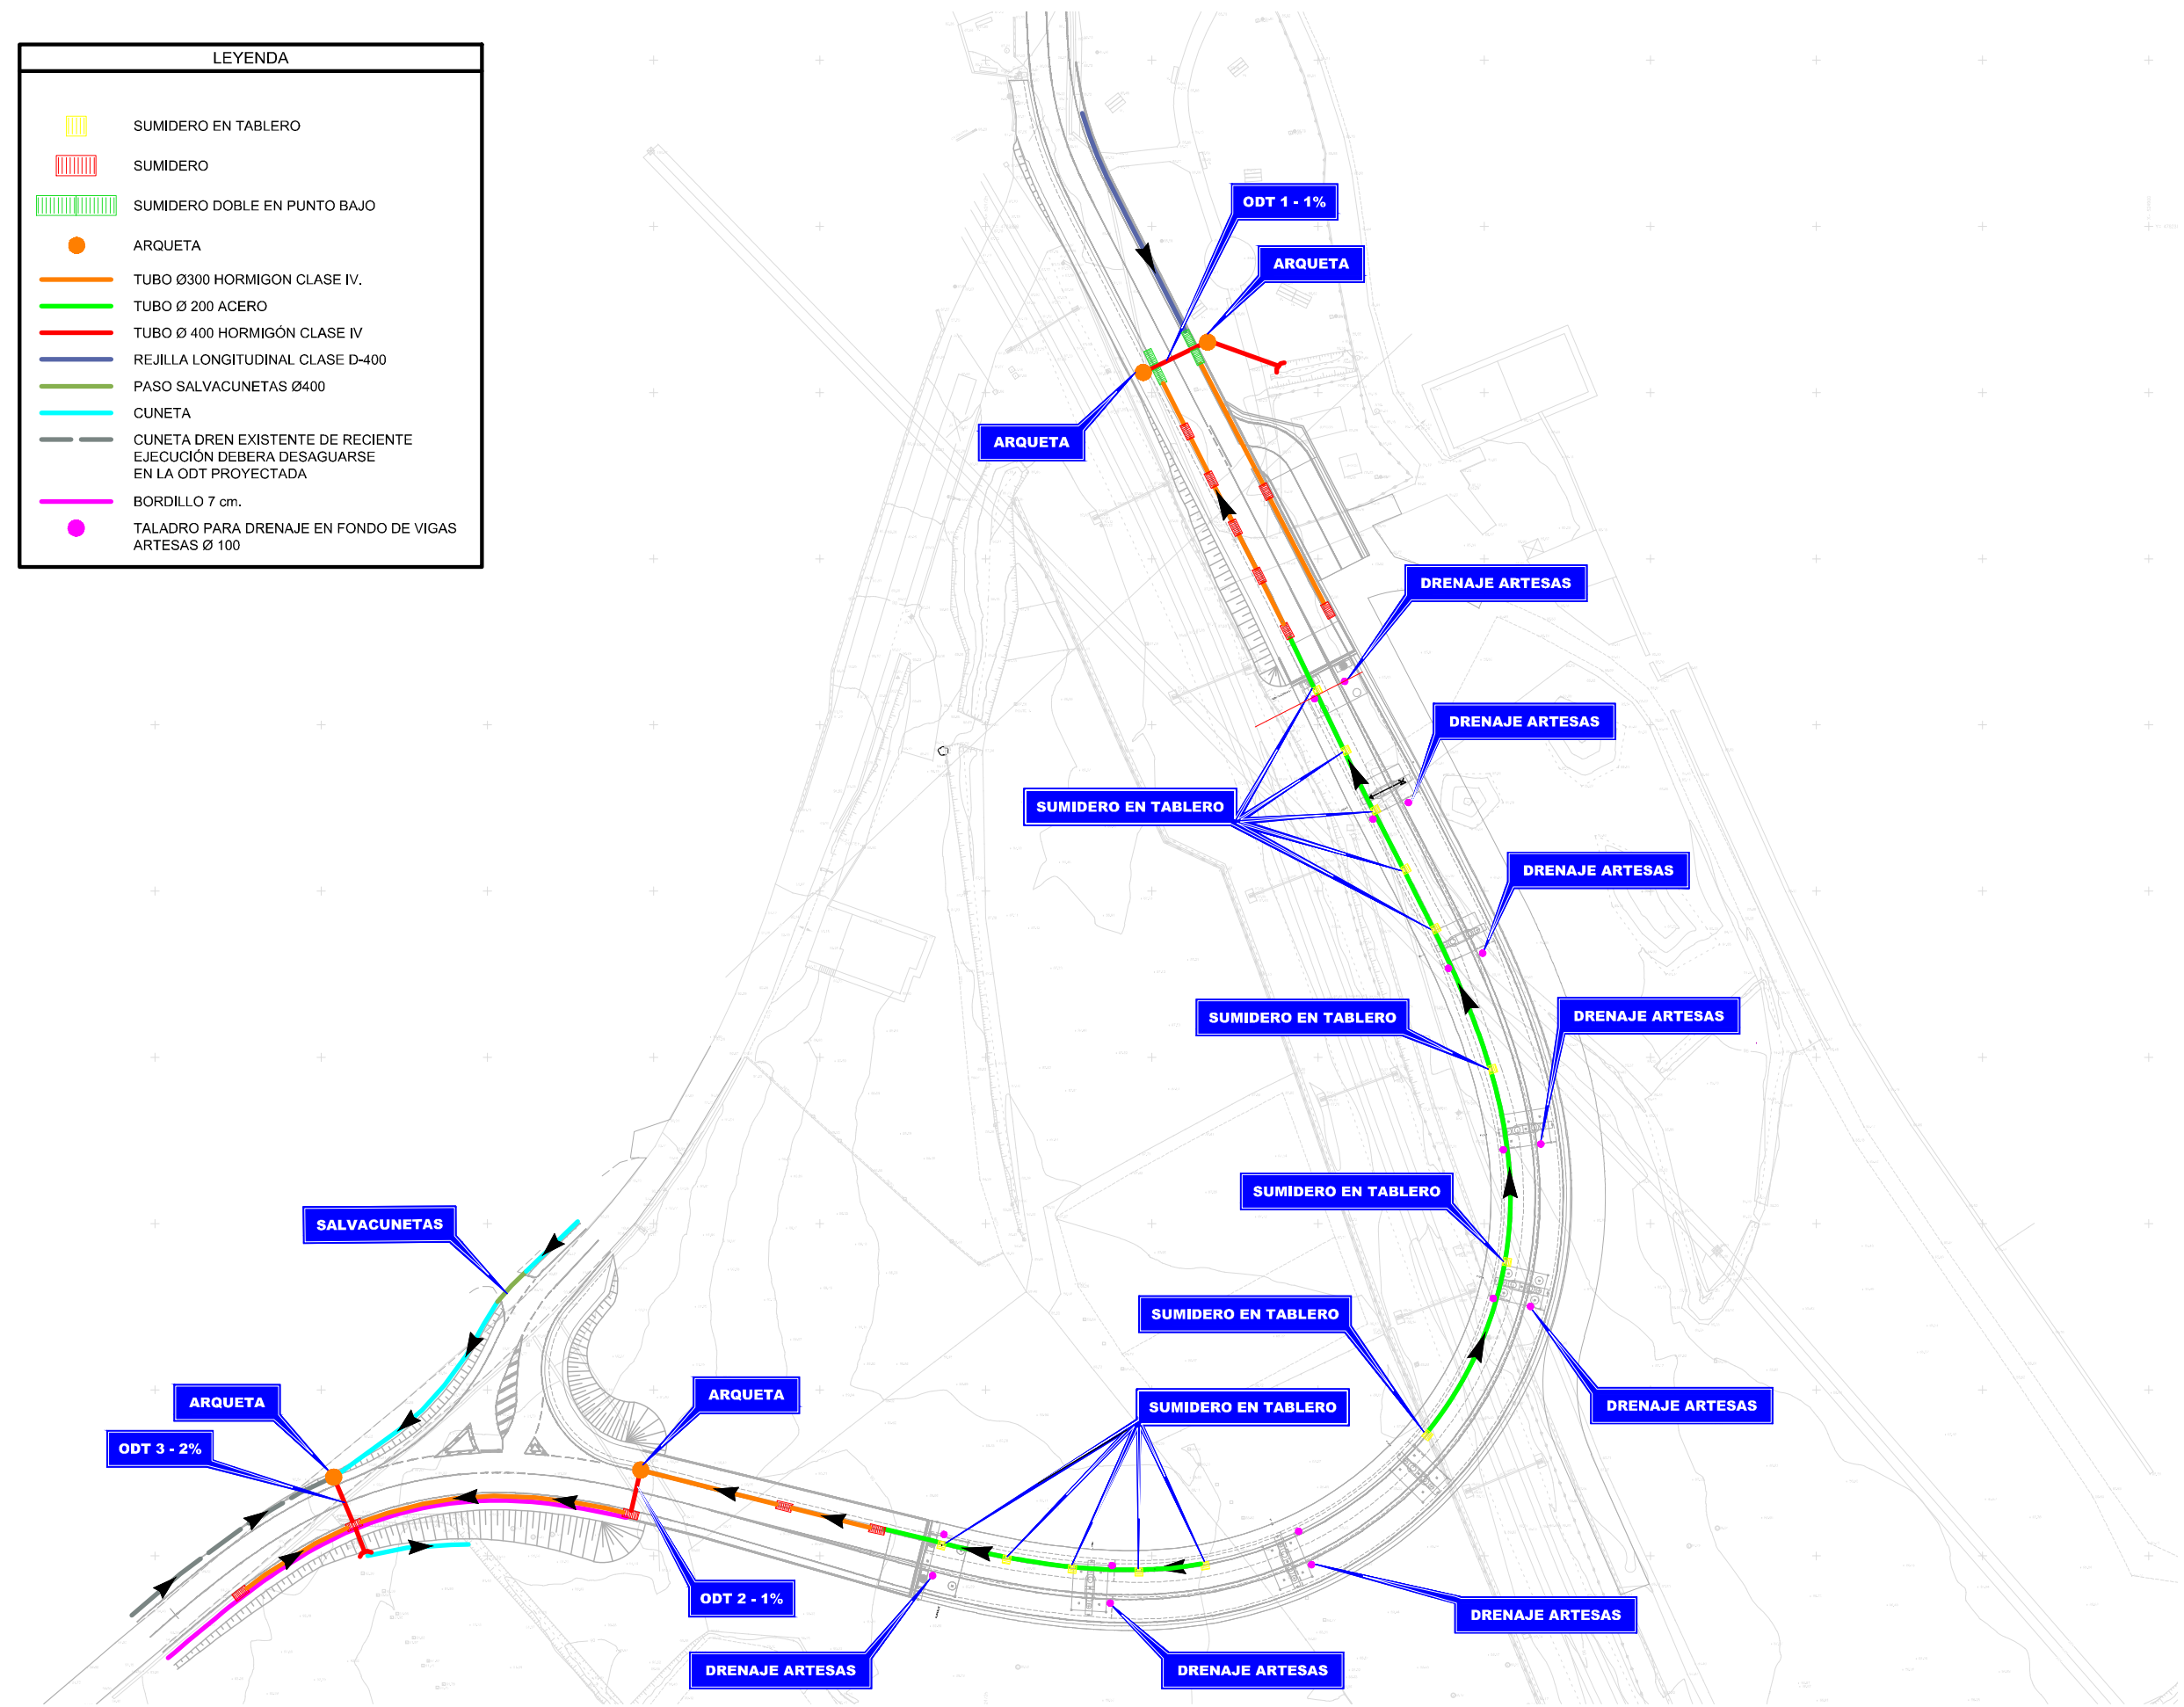 LEYENDA
SUMIDERO EN TABLERO
SUMIDERO
SUMIDERO DOBLE EN PUNTO BAJO
ARQUETA
TUBO Ø300 HORMIGON CLASE IV.
TUBO Ø 200 ACERO
TUBO Ø 400 HORMIGÓN CLASE IV
REJILLA LONGITUDINAL CLASE D-400
PASO SALVACUNETAS Ø400
CUNETA
CUNETA DREN EXISTENTE DE RECIENTE
EJECUCIÓN DEBERA DESAGUARSE
EN LA ODT PROYECTADA
BORDILLO 7 cm.
TALADRO PARA DRENAJE EN FONDO DE VIGAS
ARTESAS Ø 100
ODT 1 - 1%
ARQUETA
ARQUETA
DRENAJE ARTESAS
DRENAJE ARTESAS
SUMIDERO EN TABLERO
DRENAJE ARTESAS
SUMIDERO EN TABLERO
DRENAJE ARTESAS
SUMIDERO EN TABLERO
SALVACUNETAS
SUMIDERO EN TABLERO
ARQUETA
ARQUETA
SUMIDERO EN TABLERO
DRENAJE ARTESAS
ODT 3 - 2%
ODT 2 - 1%
DRENAJE ARTESAS
DRENAJE ARTESAS
DRENAJE ARTESAS